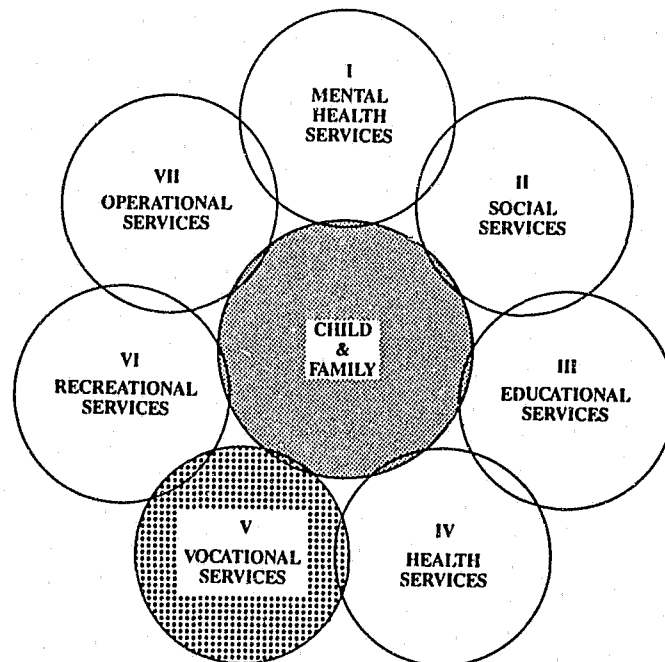 I
MENTAL
HEALTH
SERVICES
II
SOCIAL
SERVICES
III
EDUCATIONAL
SERVICES
IV
HEALTH
SERVICES
V
VOCATIONAL
SERVICES
VI
RECREATIONAL
SERVICES
VII
OPERATIONAL
SERVICES
CHILD
&
FAMILY